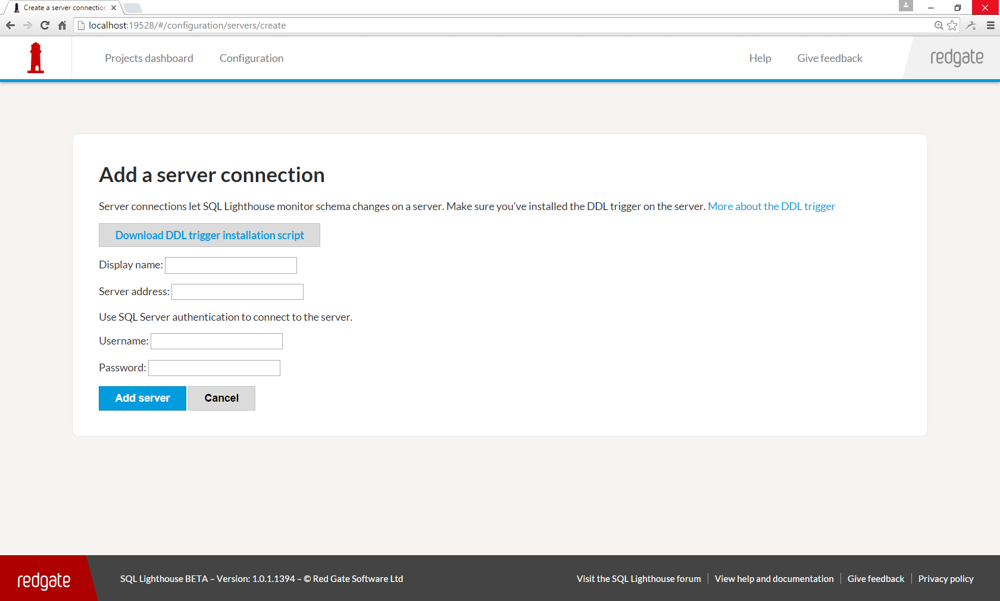 Create a server connection
localhost:19528/#/configuration/servers/create
Projects dashboard Configuration Help Give feedback redgate
Add a server connection
Server connections let SQL Lighthouse monitor schema changes on a server. Make sure you've installed the DDL trigger on the server. More about the DDL trigger
Download DDL trigger installation script
Display name:
Server address:
Use SQL Server authentication to connect to the server.
Username:
Password:
Add server Cancel
redgate SQL Lighthouse BETA – Version: 1.0.1.1394 – © Red Gate Software Ltd Visit the SQL Lighthouse forum View help and documentation Give feedback Privacy policy